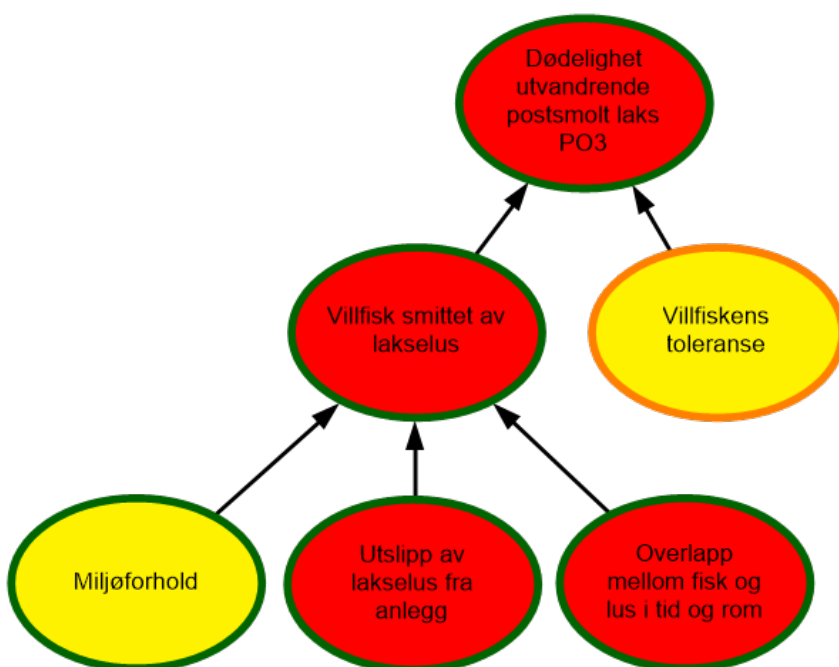 Dødelighet
utvandrende
postsmolt laks
PO3
Villfisk smittet av
lakselus
Villfiskens
toleranse
Miljøforhold
Utslipp av
lakselus fra
anlegg
Overlapp
mellom fisk og
lus i tid og rom